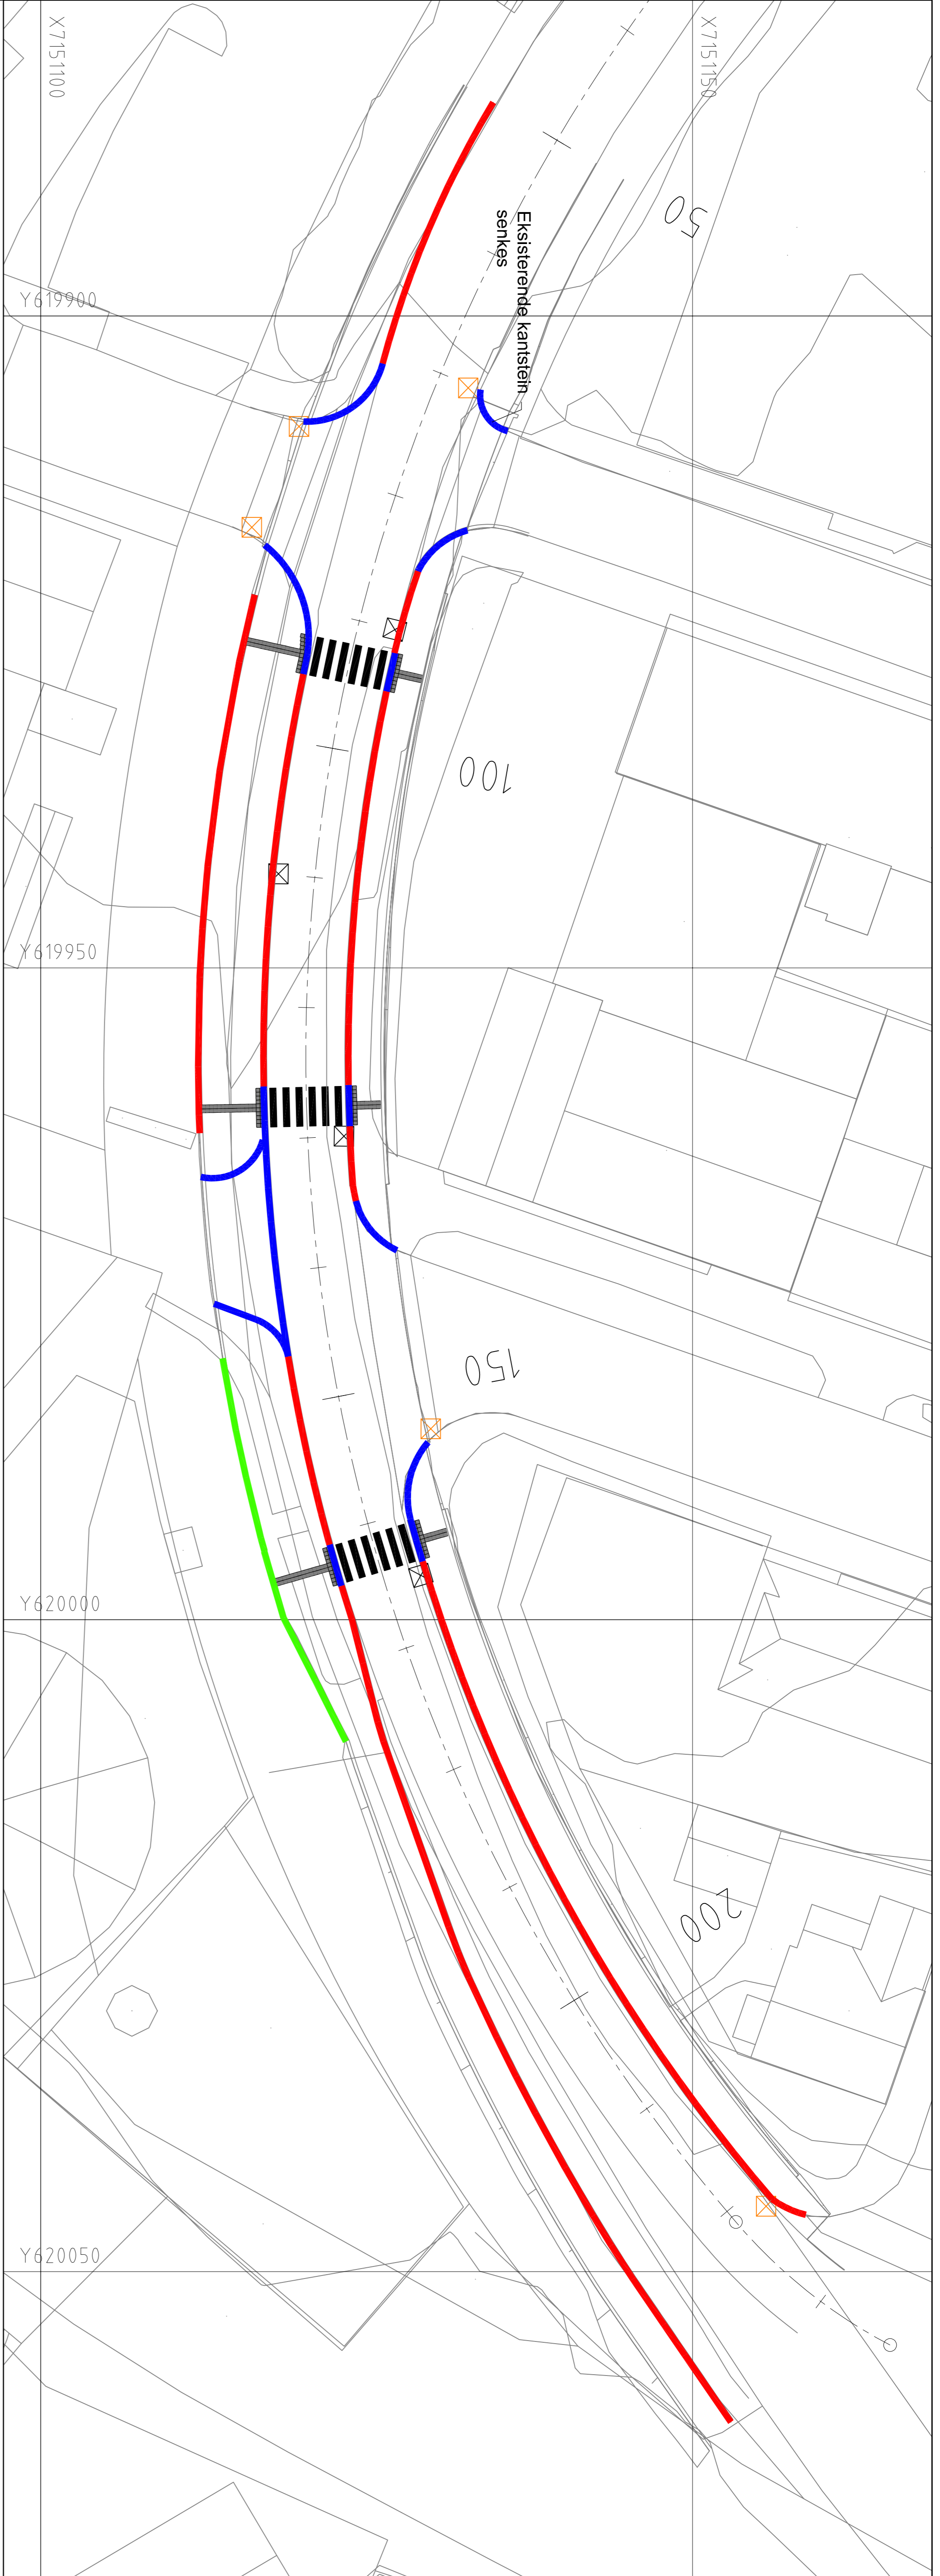 X7151100
X7151150
50
Eksisterende kantstein
senkes
Y619900
100
Y619950
150
Y620000
200
Y620050